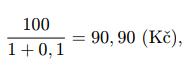 100
1 + 0, 1 = 90, 90 (Kč),